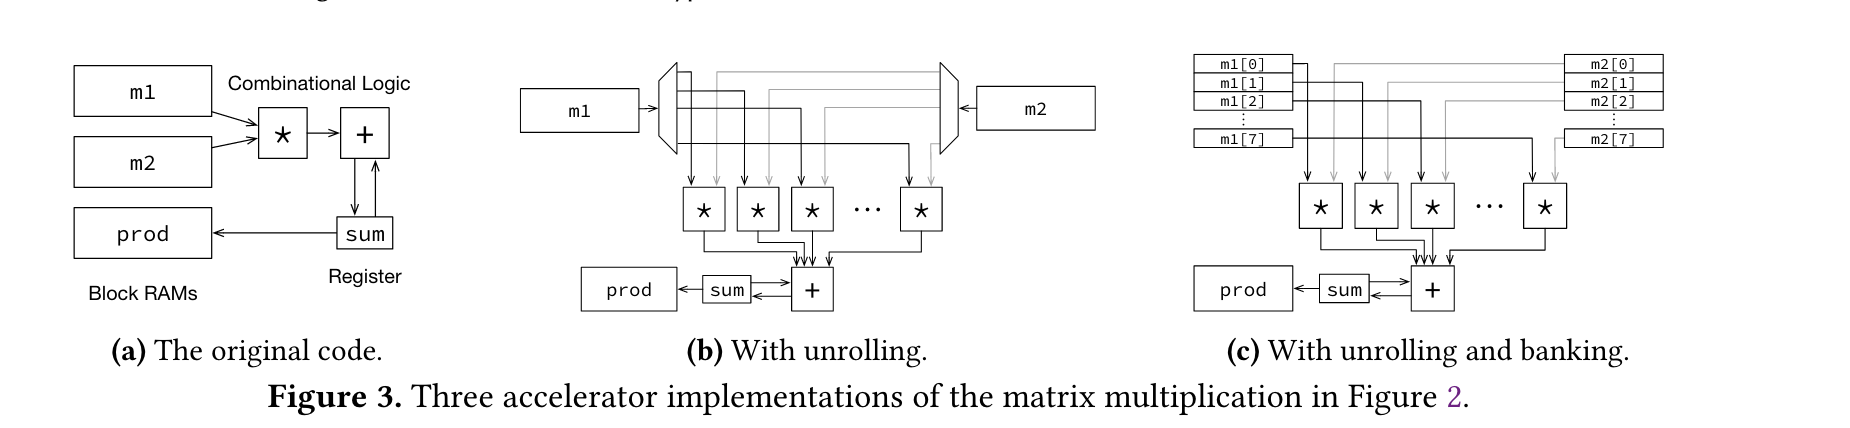 m1
m2
prod
Block RAMs
Combinational Logic
*
+
sum
Register
(a) The original code.
m1
m2
* * * ··· *
prod
sum
+
(b) With unrolling.
m1[0]
m1[1]
m1[2]
⋮
m1[7]
m2[0]
m2[1]
m2[2]
⋮
m2[7]
* * * ··· *
prod
sum
+
(c) With unrolling and banking.
Figure 3. Three accelerator implementations of the matrix multiplication in Figure 2.